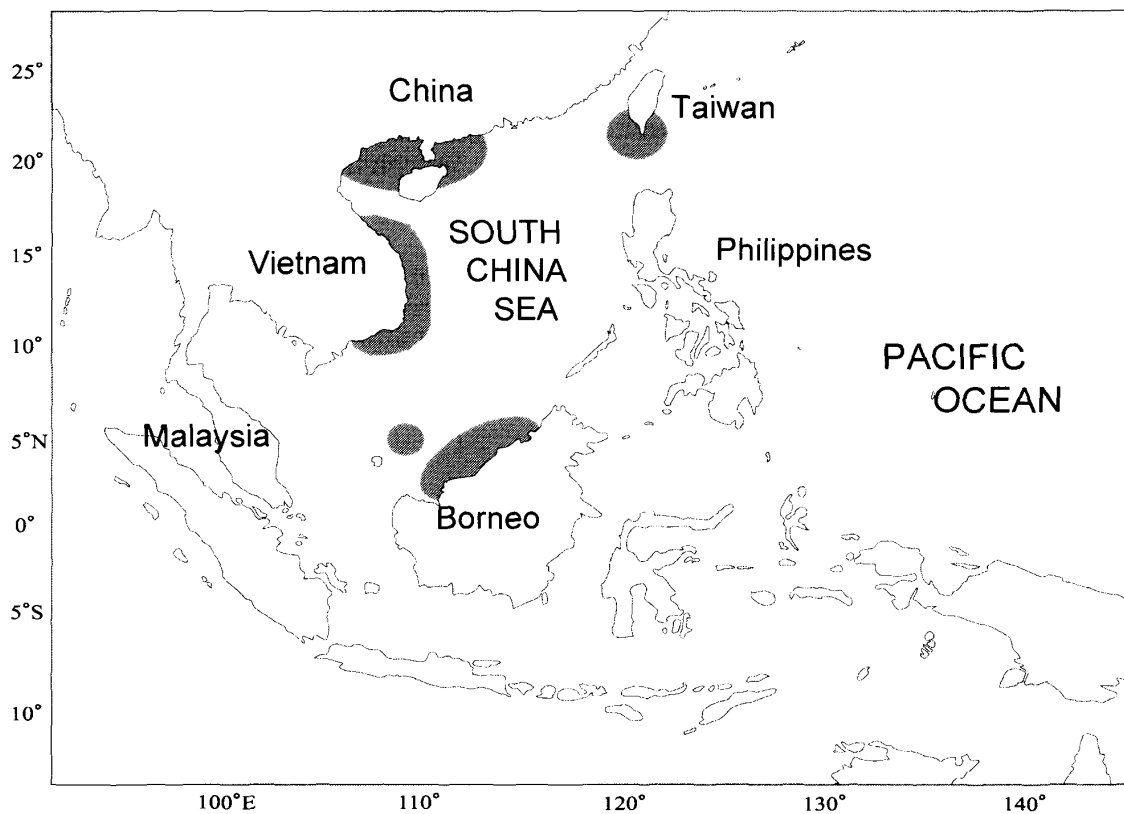 25°
China
Taiwan
20°
SOUTH
CHINA
SEA
Philippines
15°
Vietnam
10°
PACIFIC
OCEAN
5°N
Malaysia
0°
Borneo
5°S
10°
100°E 110° 120° 130° 140°